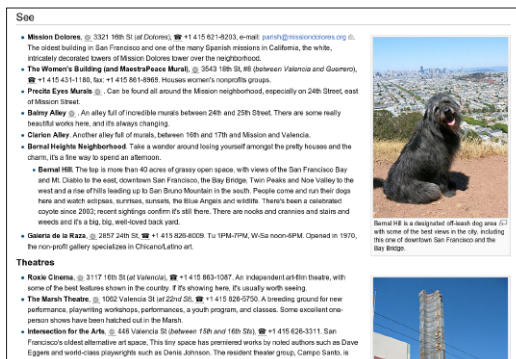 See
Mission Dolores, 3321 16th St (at Dolores), ☎ +1 415 621-8203, e-mail: parish@missiondolores.org.
The oldest building in San Francisco and one of the many Spanish missions in California, the white,
intricately decorated towers of Mission Dolores tower over the neighborhood.
The Women's Building (and MaestraPeace Mural), 3543 18th St, #8 (between Valencia and Guerrero),
☎ +1 415 431-1180, fax: +1 415 861-8969. Houses women's nonprofit groups.
Precita Eyes Murals. Can be found all around the Mission neighborhood, especially on 24th Street, east
of Mission Street.
Balmy Alley. An alley full of incredible murals between 24th and 25th Street. There are some really
beautiful works here, and it's always changing.
Clarion Alley. Another alley full of murals, between 16th and 17th and Mission and Valencia.
Bernal Heights Neighborhood. Take a wander around losing yourself amongst the pretty houses and the
charm, it's a fine way to spend an afternoon.
Bernal Hill. The top is more than 40 acres of grassy open space, with views of the San Francisco Bay
and Mt. Diablo to the east, downtown San Francisco, the Bay Bridge, Twin Peaks and Noe Valley to the
west and a rise of hills leading up to San Bruno Mountain in the south. People come and run their dogs
here and watch eclipses, sunrises, sunsets, the Blue Angels and wildlife. There's been a celebrated
coyote since 2003; recent sightings confirm it's still there. There are nooks and crannies and stairs and
weeds and it's a big, big, well-loved back yard.
Galeria de la Raza, 2857 24th St, ☎ +1 415 826-8009. Tu 1PM-7PM, W-Sa noon-6PM. Opened in 1970,
the non-profit gallery specializes in Chicano/Latino art.
Bernal Hill is a designated off-leash dog area
with some of the best views in the city, including
this one of downtown San Francisco and the
Bay Bridge.
Theatres
Roxie Cinema, 3117 16th St (at Valencia), ☎ +1 415 863-1087. An independent art-film theatre, with
some of the best features shown in the country. If it's showing here, it's usually worth seeing.
The Marsh Theatre, 1062 Valencia St (at 22nd St), ☎ +1 415 826-5750. A breeding ground for new
performance, playwriting workshops, performances, a youth program, and classes. Some excellent one-
person shows have been hatched out in the Marsh.
Intersection for the Arts, 446 Valencia St (between 15th and 16th Sts), ☎ +1 415 626-3311. San
Francisco's oldest alternative art space, This tiny space has premiered works by noted authors such as Dave
Eggers and world-class playwrights such as Denis Johnson. The resident theater group, Campo Santo, is